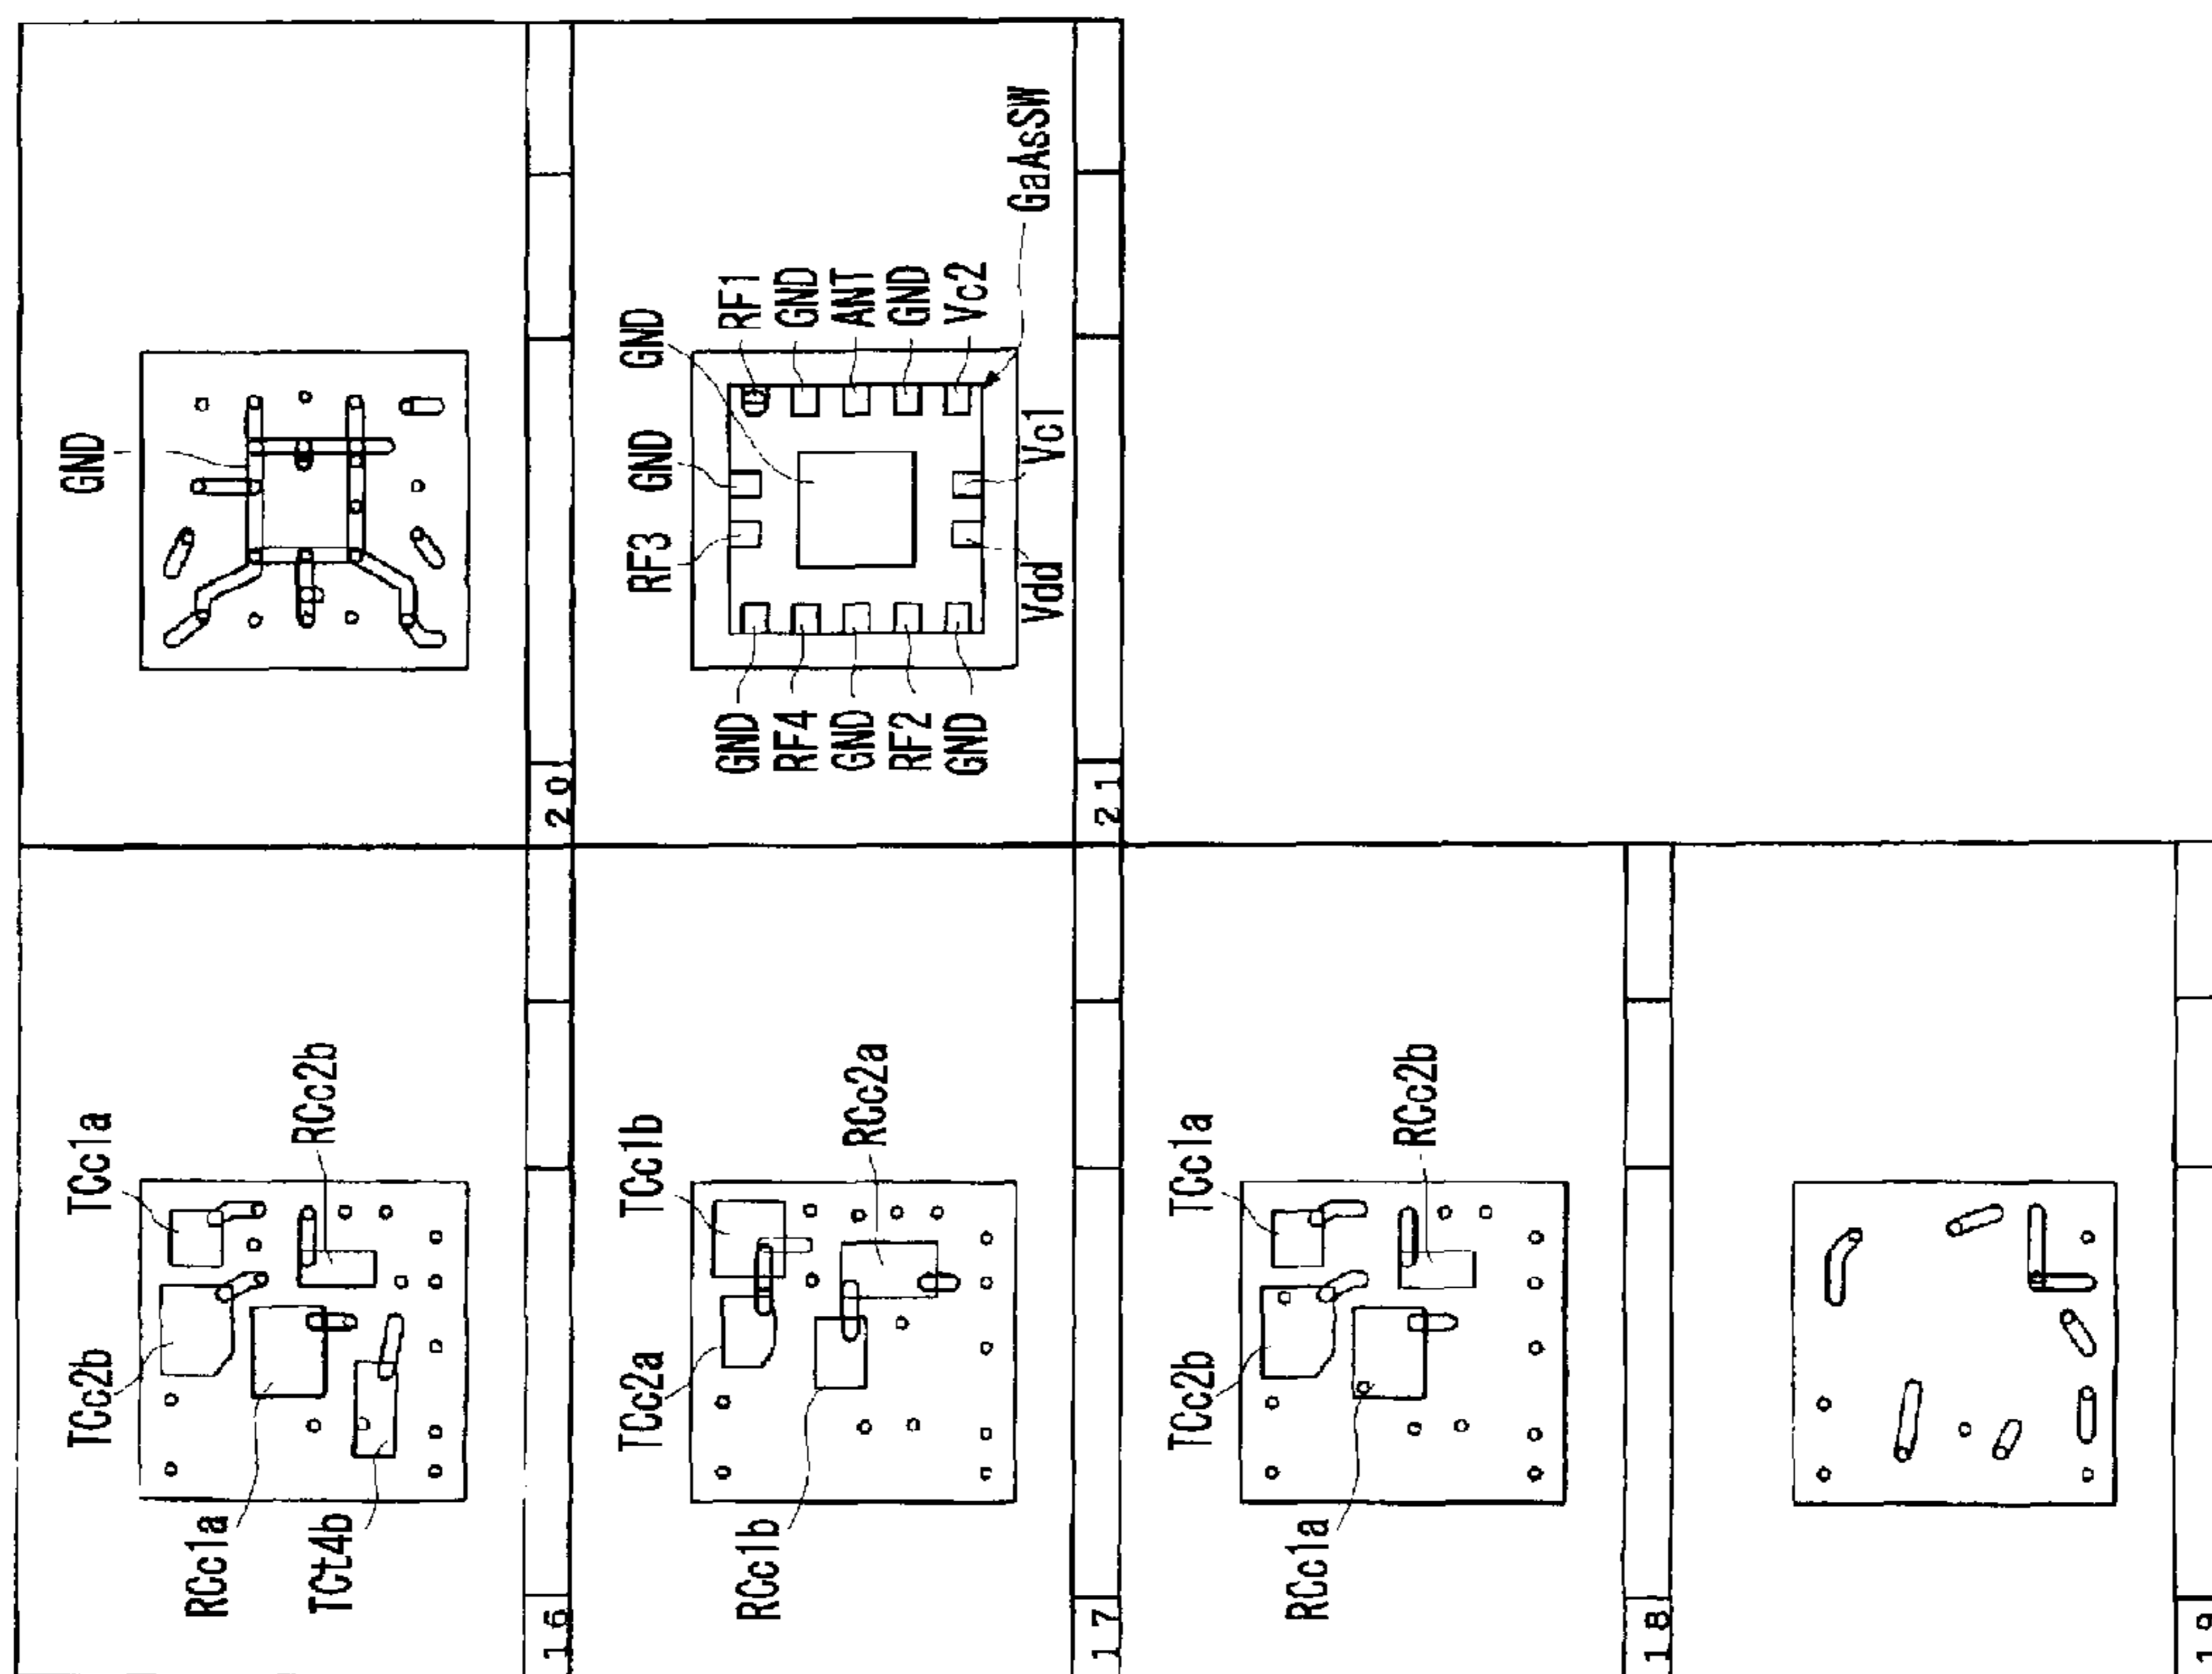 TCc1a
TCc2b
RCc2b
RCc1a
TCt4b
16
TCc1b
TCc2a
RCc2a
RCc1b
17
TCc1a
TCc2b
RCc2b
RCc1a
18
19
GND
20
GND
RF3
GND
RF1
GND
ANT
GND
Vc2
GaAsSW
GND
RF4
GND
RF2
GND
Vdd
Vc1
21